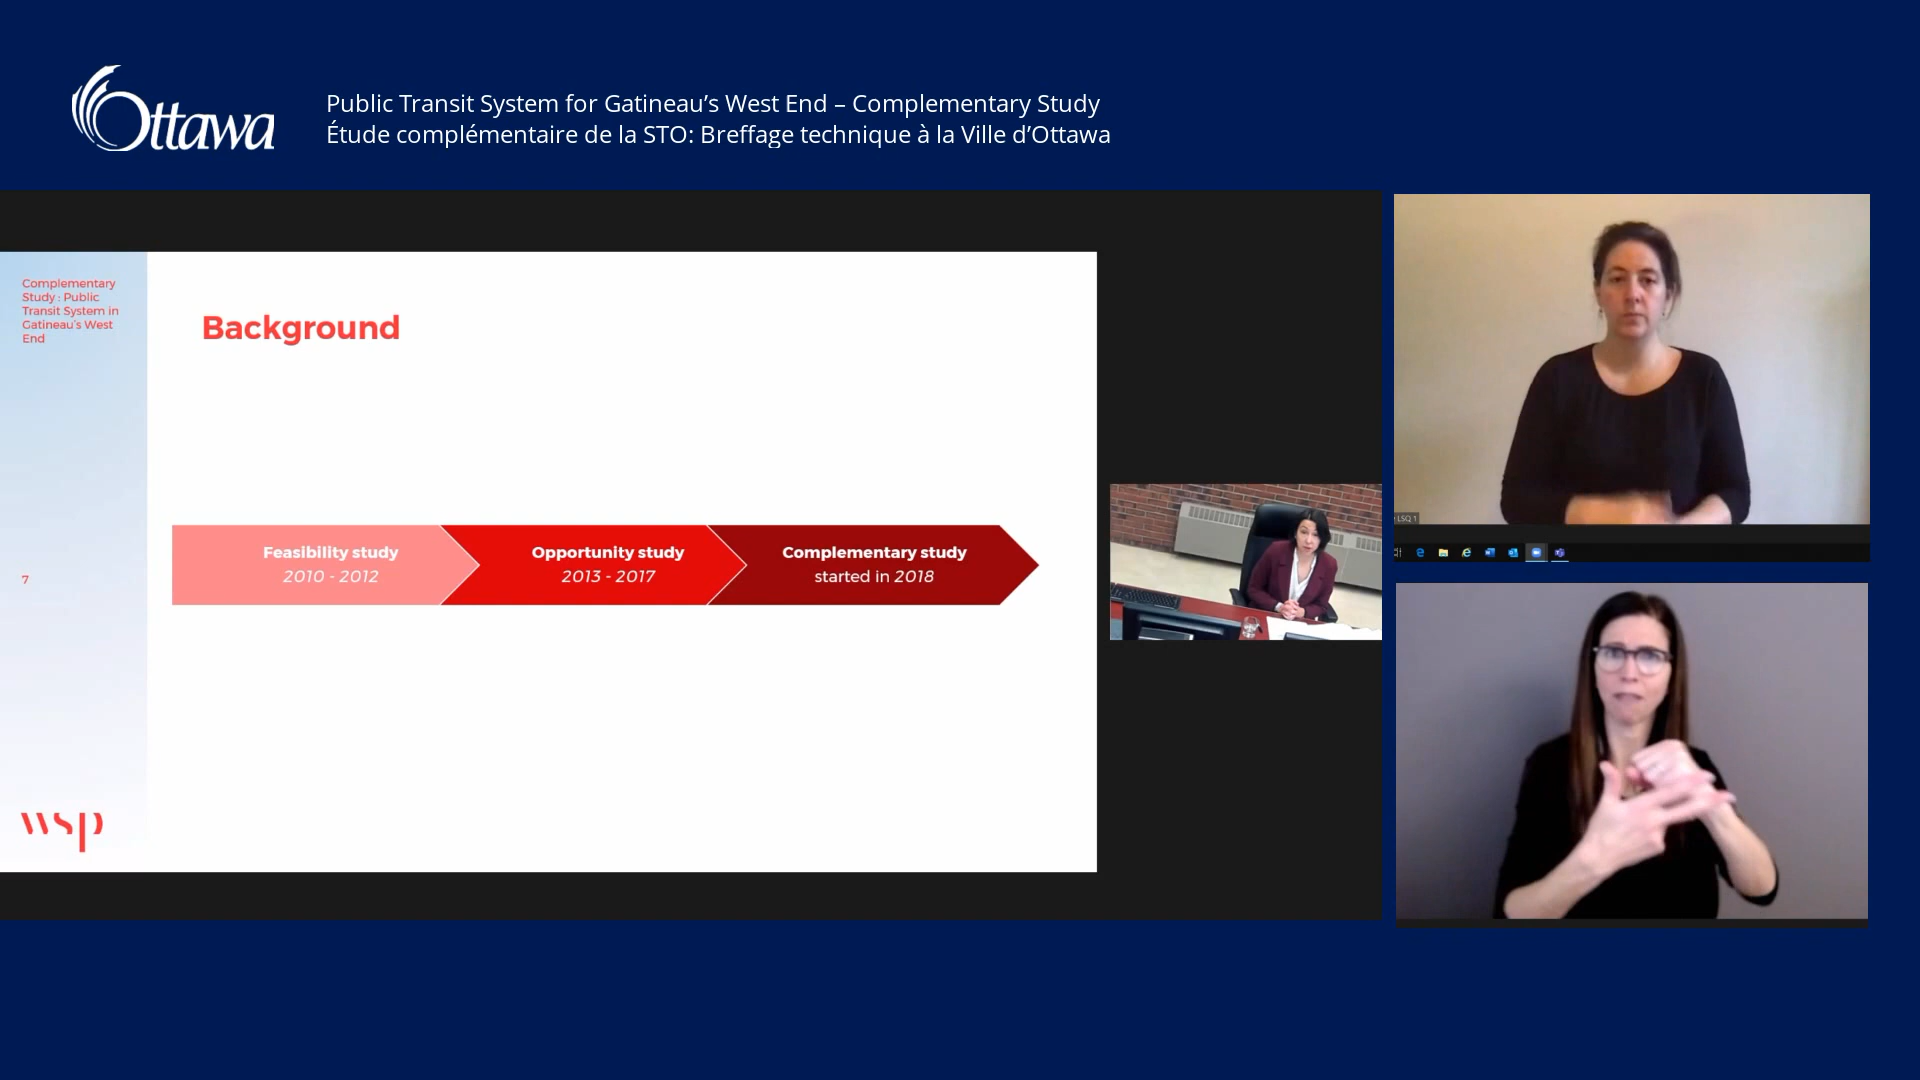 Ottawa
Public Transit System for Gatineau’s West End – Complementary Study
Étude complémentaire de la STO: Breffage technique à la Ville d’Ottawa
Complementary
Study : Public
Transit System in
Gatineau's West
End
Background
Feasibility study
2010 - 2012
Opportunity study
2013 - 2017
Complementary study
started in 2018
7
wsp
LSQ 1